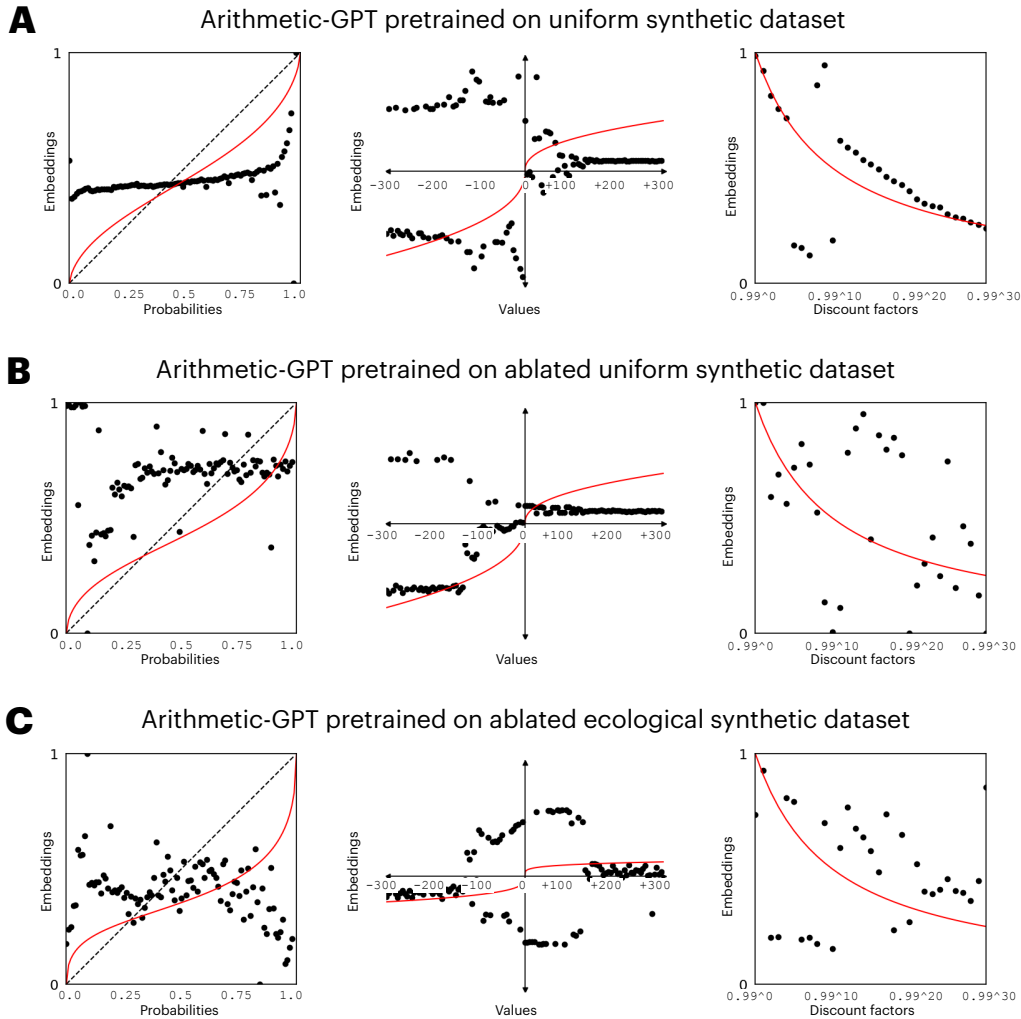 A
Arithmetic-GPT pretrained on uniform synthetic dataset
1
Embeddings
0
0.0 0.25 0.5 0.75 1.0
Probabilities
Embeddings
−300 −200 −100 0 +100 +200 +300
Values
1
Embeddings
0
0.99^0 0.99^10 0.99^20 0.99^30
Discount factors
B
Arithmetic-GPT pretrained on ablated uniform synthetic dataset
1
Embeddings
0
0.0 0.25 0.5 0.75 1.0
Probabilities
Embeddings
−300 −200 −100 0 +100 +200 +300
Values
1
Embeddings
0
0.99^0 0.99^10 0.99^20 0.99^30
Discount factors
C
Arithmetic-GPT pretrained on ablated ecological synthetic dataset
1
Embeddings
0
0.0 0.25 0.5 0.75 1.0
Probabilities
Embeddings
−300 −200 −100 0 +100 +200 +300
Values
1
Embeddings
0
0.99^0 0.99^10 0.99^20 0.99^30
Discount factors